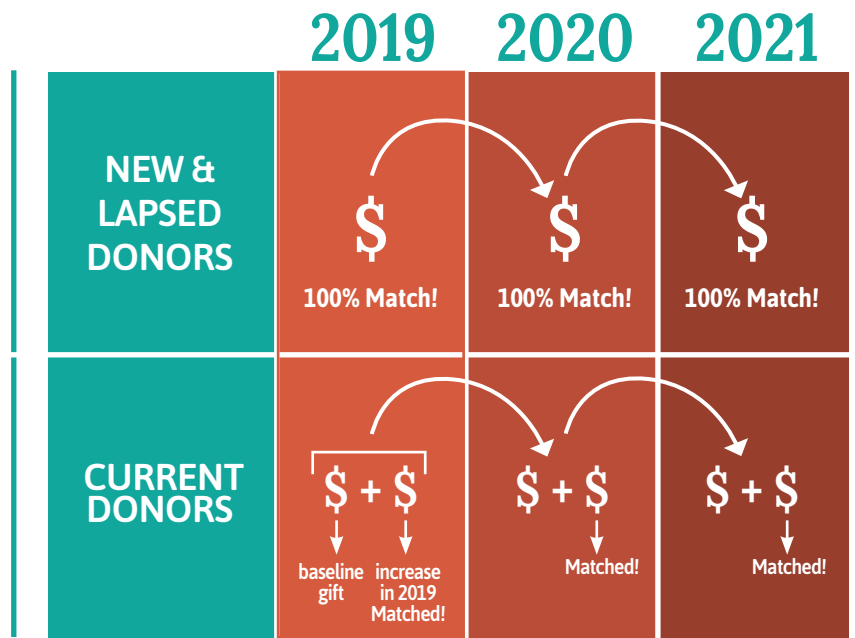 2019 2020 2021
NEW &
LAPSED
DONORS
$ $ $
100% Match! 100% Match! 100% Match!
CURRENT
DONORS
$ + $ $ + $ $ + $
baseline
gift
increase
in 2019
Matched!
Matched!
Matched!